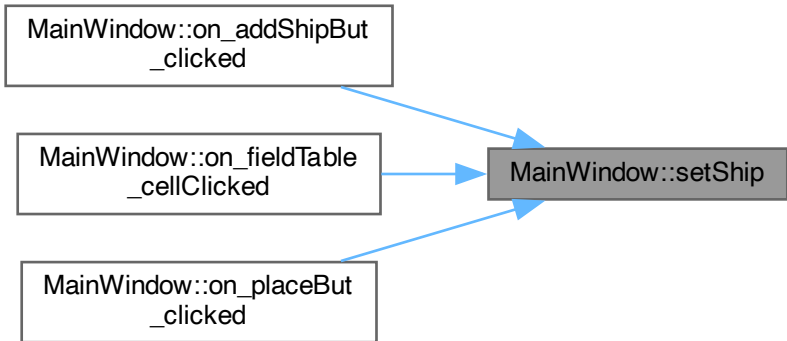 MainWindow::on_addShipBut
_clicked
MainWindow::on_fieldTable
_cellClicked
MainWindow::setShip
MainWindow::on_placeBut
_clicked